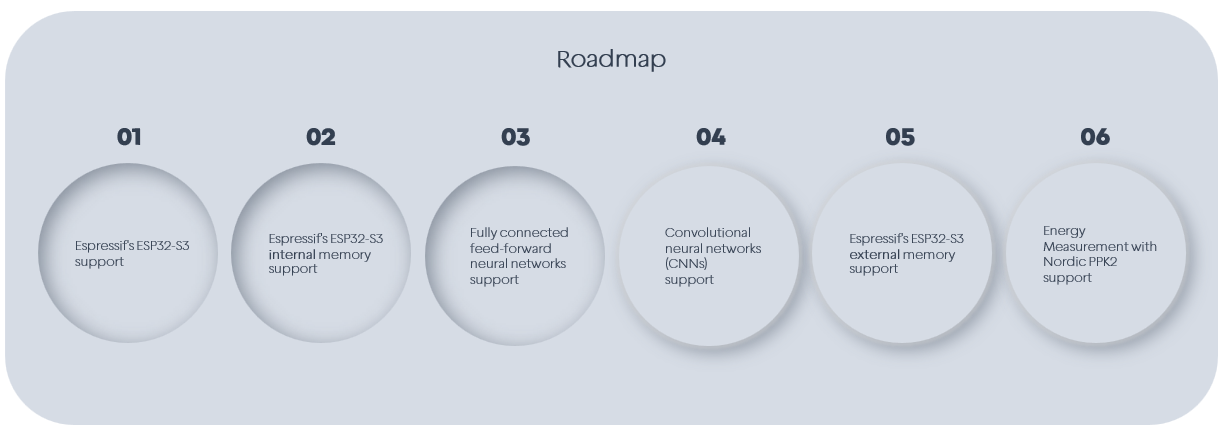 Roadmap
01
Espressif's ESP32-S3
support
02
Espressif's ESP32-S3
internal memory
support
03
Fully connected
feed-forward
neural networks
support
04
Convolutional
neural networks
(CNNs)
support
05
Espressif's ESP32-S3
external memory
support
06
Energy
Measurement with
Nordic PPK2
support